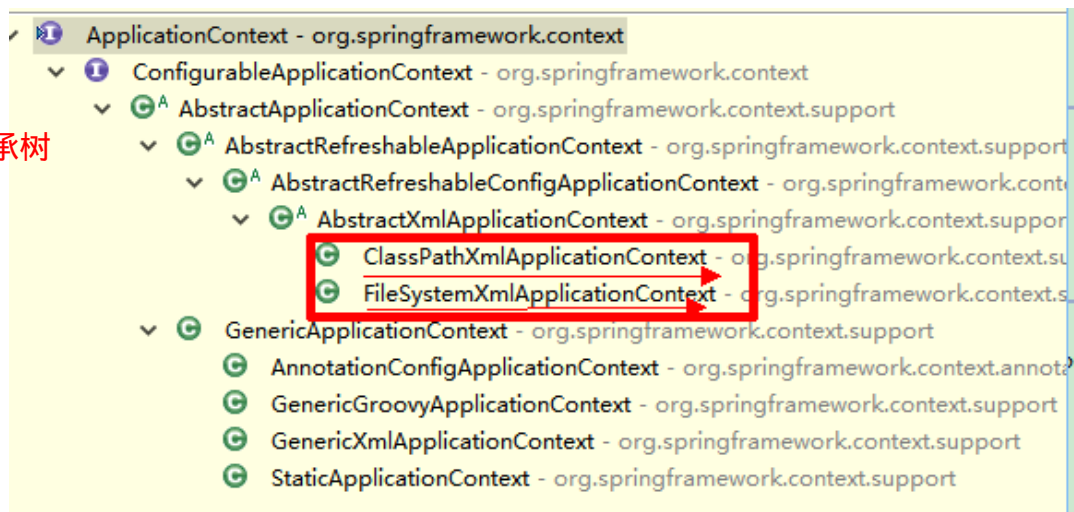 ApplicationContext - org.springframework.context
ConfigurableApplicationContext - org.springframework.context
AbstractApplicationContext - org.springframework.context.support
承树
AbstractRefreshableApplicationContext - org.springframework.context.support
AbstractRefreshableConfigApplicationContext - org.springframework.cont
AbstractXmlApplicationContext - org.springframework.context.suppor
ClassPathXmlApplicationContext - org.springframework.context.su
FileSystemXmlApplicationContext - org.springframework.context.s
GenericApplicationContext - org.springframework.context.support
AnnotationConfigApplicationContext - org.springframework.context.annota
GenericGroovyApplicationContext - org.springframework.context.support
GenericXmlApplicationContext - org.springframework.context.support
StaticApplicationContext - org.springframework.context.support